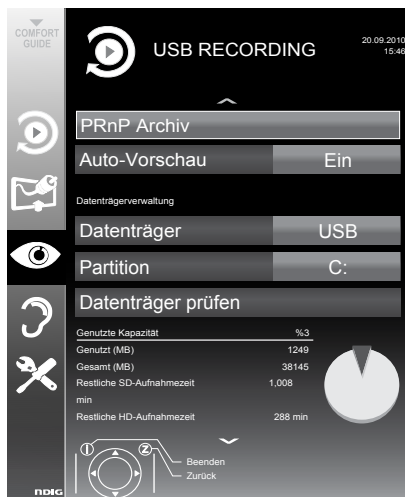 COMFORT
GUIDE
USB RECORDING
20.09.2010
15:46
PRnP Archiv
Auto-Vorschau Ein
Datenträgerverwaltung
Datenträger USB
Partition C:
Datenträger prüfen
Genutzte Kapazität %3
Genutzt (MB) 1249
Gesamt (MB) 38145
Restliche SD-Aufnahmezeit 1,008
min
Restliche HD-Aufnahmezeit 288 min
Beenden
Zurück